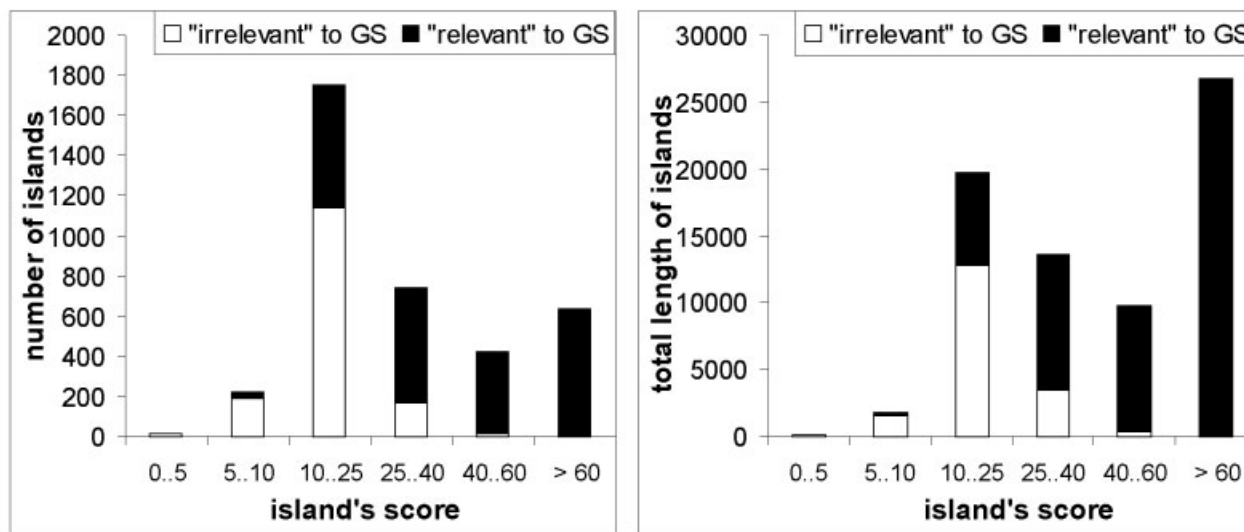 "irrelevant" to GS "relevant" to GS
number of islands
2000
1800
1600
1400
1200
1000
800
600
400
200
0
0..5 5..10 10..25 25..40 40..60 > 60
island's score
"irrelevant" to GS "relevant" to GS
total length of islands
30000
25000
20000
15000
10000
5000
0
0..5 5..10 10..25 25..40 40..60 > 60
island's score